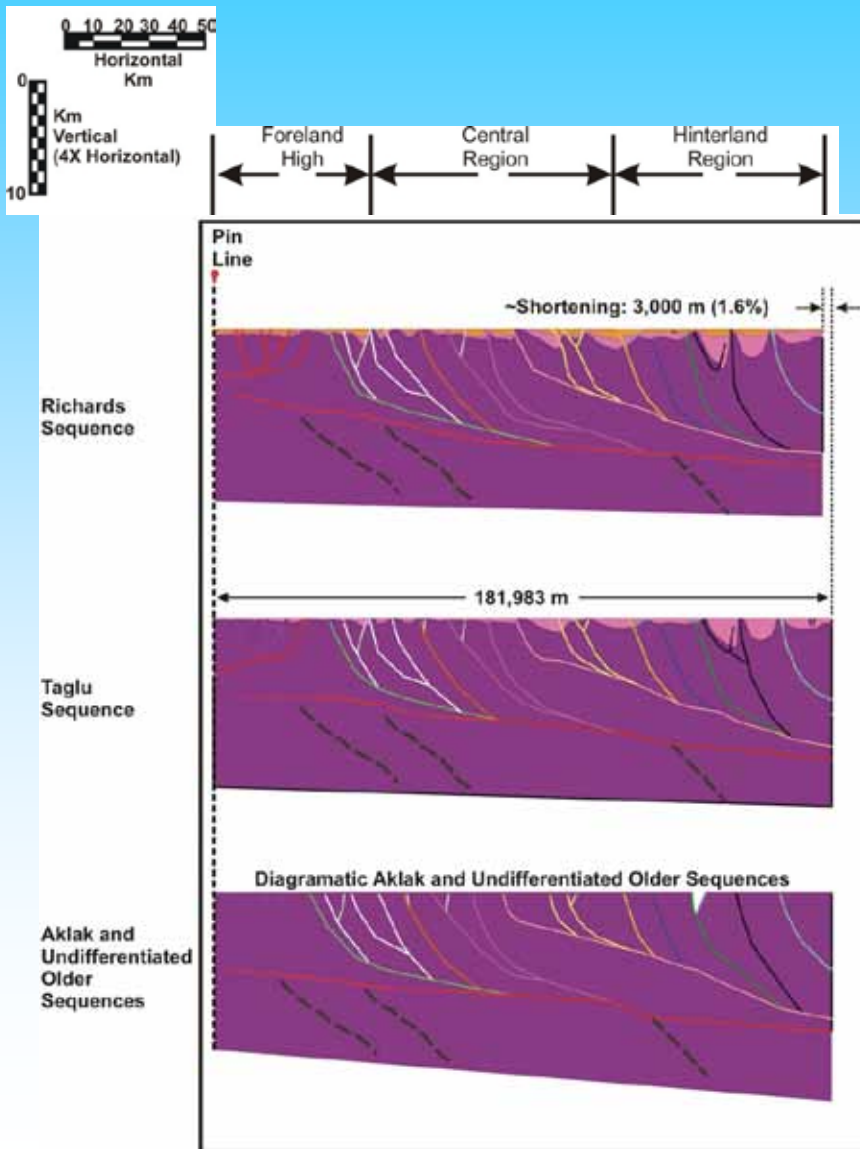 0 10 20 30 40 50
Horizontal
Km
0
Km
Vertical
(4X Horizontal)
10
Foreland
High
Central
Region
Hinterland
Region
Pin
Line
~Shortening: 3,000 m (1.6%)
Richards
Sequence
181,983 m
Taglu
Sequence
Diagramatic Aklak and Undifferentiated Older Sequences
Aklak and
Undifferentiated
Older
Sequences